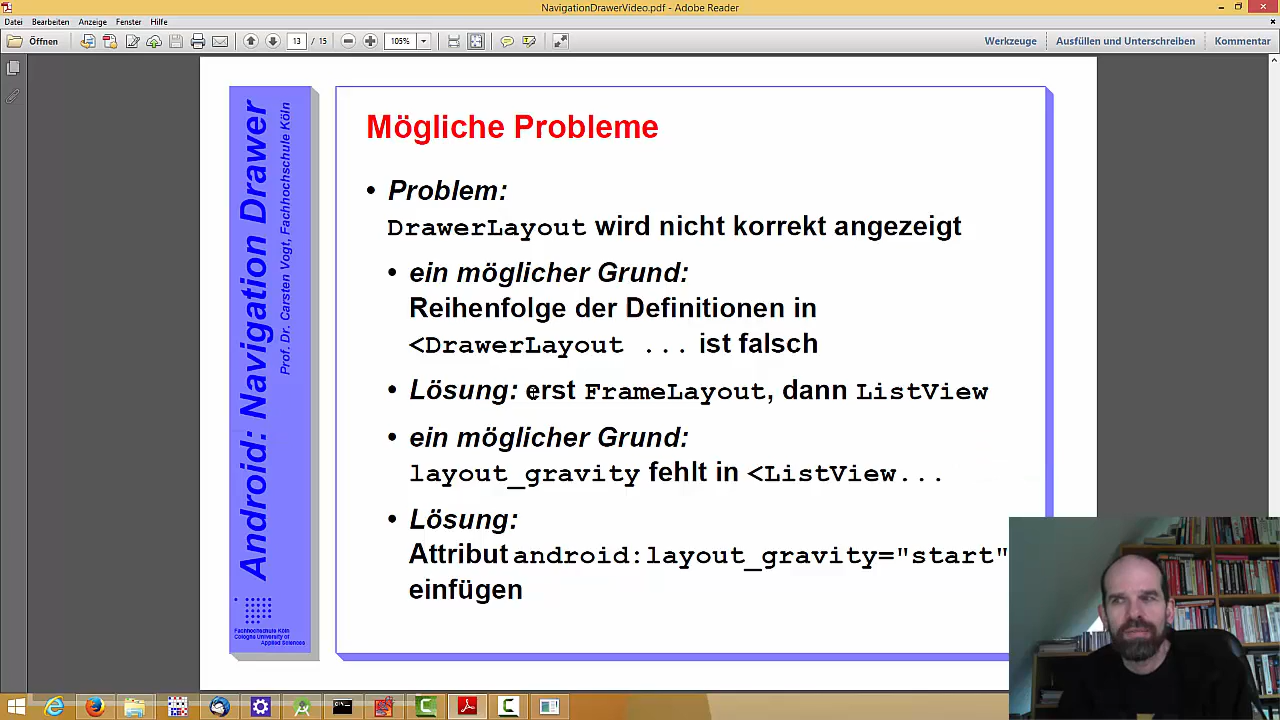 NavigationDrawerVideo.pdf - Adobe Reader
Datei Bearbeiten Anzeige Fenster Hilfe
Öffnen 13 / 15 105% Werkzeuge Ausfüllen und Unterschreiben Kommentar
Android: Navigation Drawer
Prof. Dr. Carsten Vogt, Fachhochschule Köln
Fachhochschule Köln
Cologne University of
Applied Sciences
Mögliche Probleme
• Problem:
DrawerLayout wird nicht korrekt angezeigt
• ein möglicher Grund:
Reihenfolge der Definitionen in
<DrawerLayout ... ist falsch
• Lösung: erst FrameLayout, dann ListView
• ein möglicher Grund:
layout_gravity fehlt in <ListView...
• Lösung:
Attribut android:layout_gravity="start"
einfügen